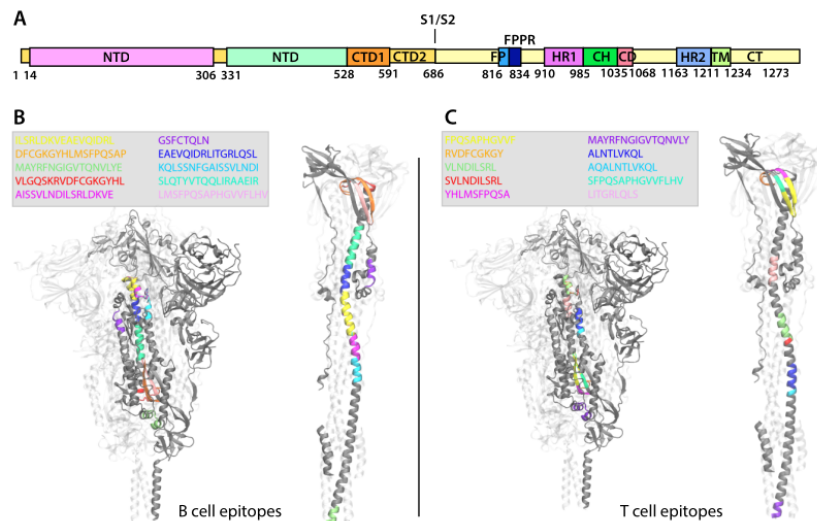 A
S1/S2
FPPR
NTD NTD CTD1 CTD2 FP HR1 CH CD HR2 TM CT
1 14 306 331 528 591 686 816 834 910 985 1035 1068 1163 1211 1234 1273
B
GSFCTQLN
DFCGKGYHLMSFPQSAP EAEVQIDRLITGRLQSL
MAYRFNGIGVTQNVLYE KQLSSNFGAISSVLNDI
VLGQSKRVDFCGKGYHL SLQTYVTQQLIRAAEIR
AISSVLNDILSRLDKVE LMSFPQSAPHGVVFLHV
B cell epitopes
C
FPQSAPHGVVF MAYRFNGIGVTQNVLY
RVDFCGKGY ALNTLVKQL
VLNDILSRL AQALNTLVKQL
SVLNDILSRL SFPQSAPHGVVFLHV
YHLMSFPQSA LITGRLQLS
T cell epitopes